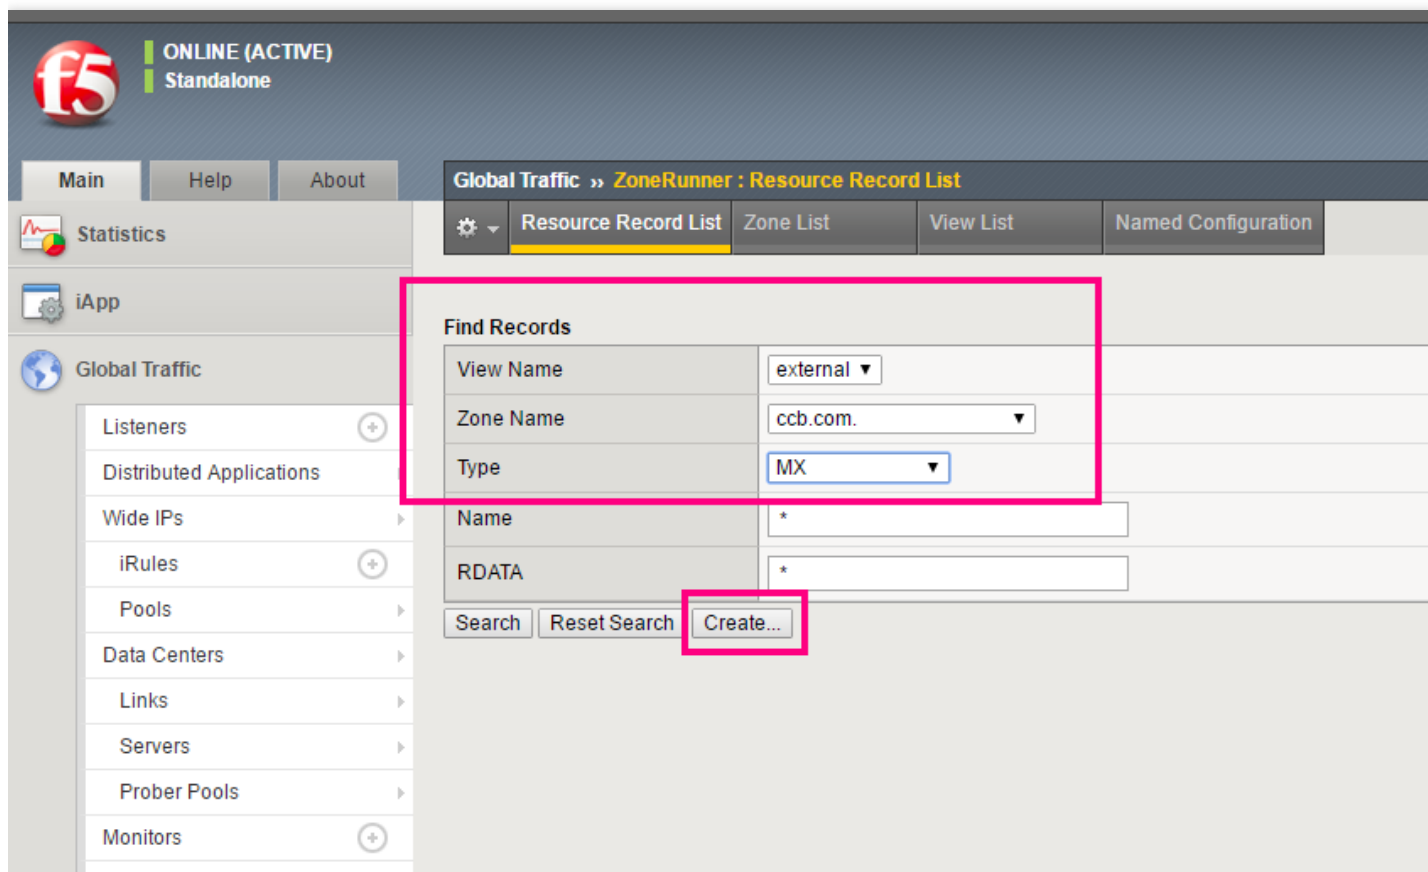 f5
ONLINE (ACTIVE)
Standalone
Main Help About
Global Traffic ›› ZoneRunner : Resource Record List
Resource Record List Zone List View List Named Configuration
Statistics
iApp
Global Traffic
Listeners
Distributed Applications
Wide IPs
iRules
Pools
Data Centers
Links
Servers
Prober Pools
Monitors
Find Records
View Name external
Zone Name ccb.com.
Type MX
Name *
RDATA *
Search Reset Search Create...